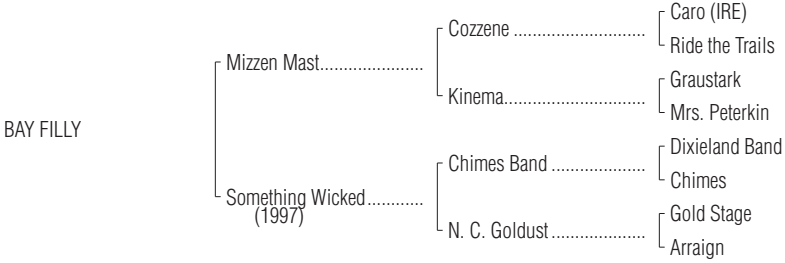 Caro (IRE)
Cozzene ............................
Ride the Trails
Mizzen Mast......................
Graustark
Kinema..............................
Mrs. Peterkin
BAY FILLY
Dixieland Band
Chimes Band ....................
Chimes
Something Wicked............
(1997)
Gold Stage
N. C. Goldust ....................
Arraign